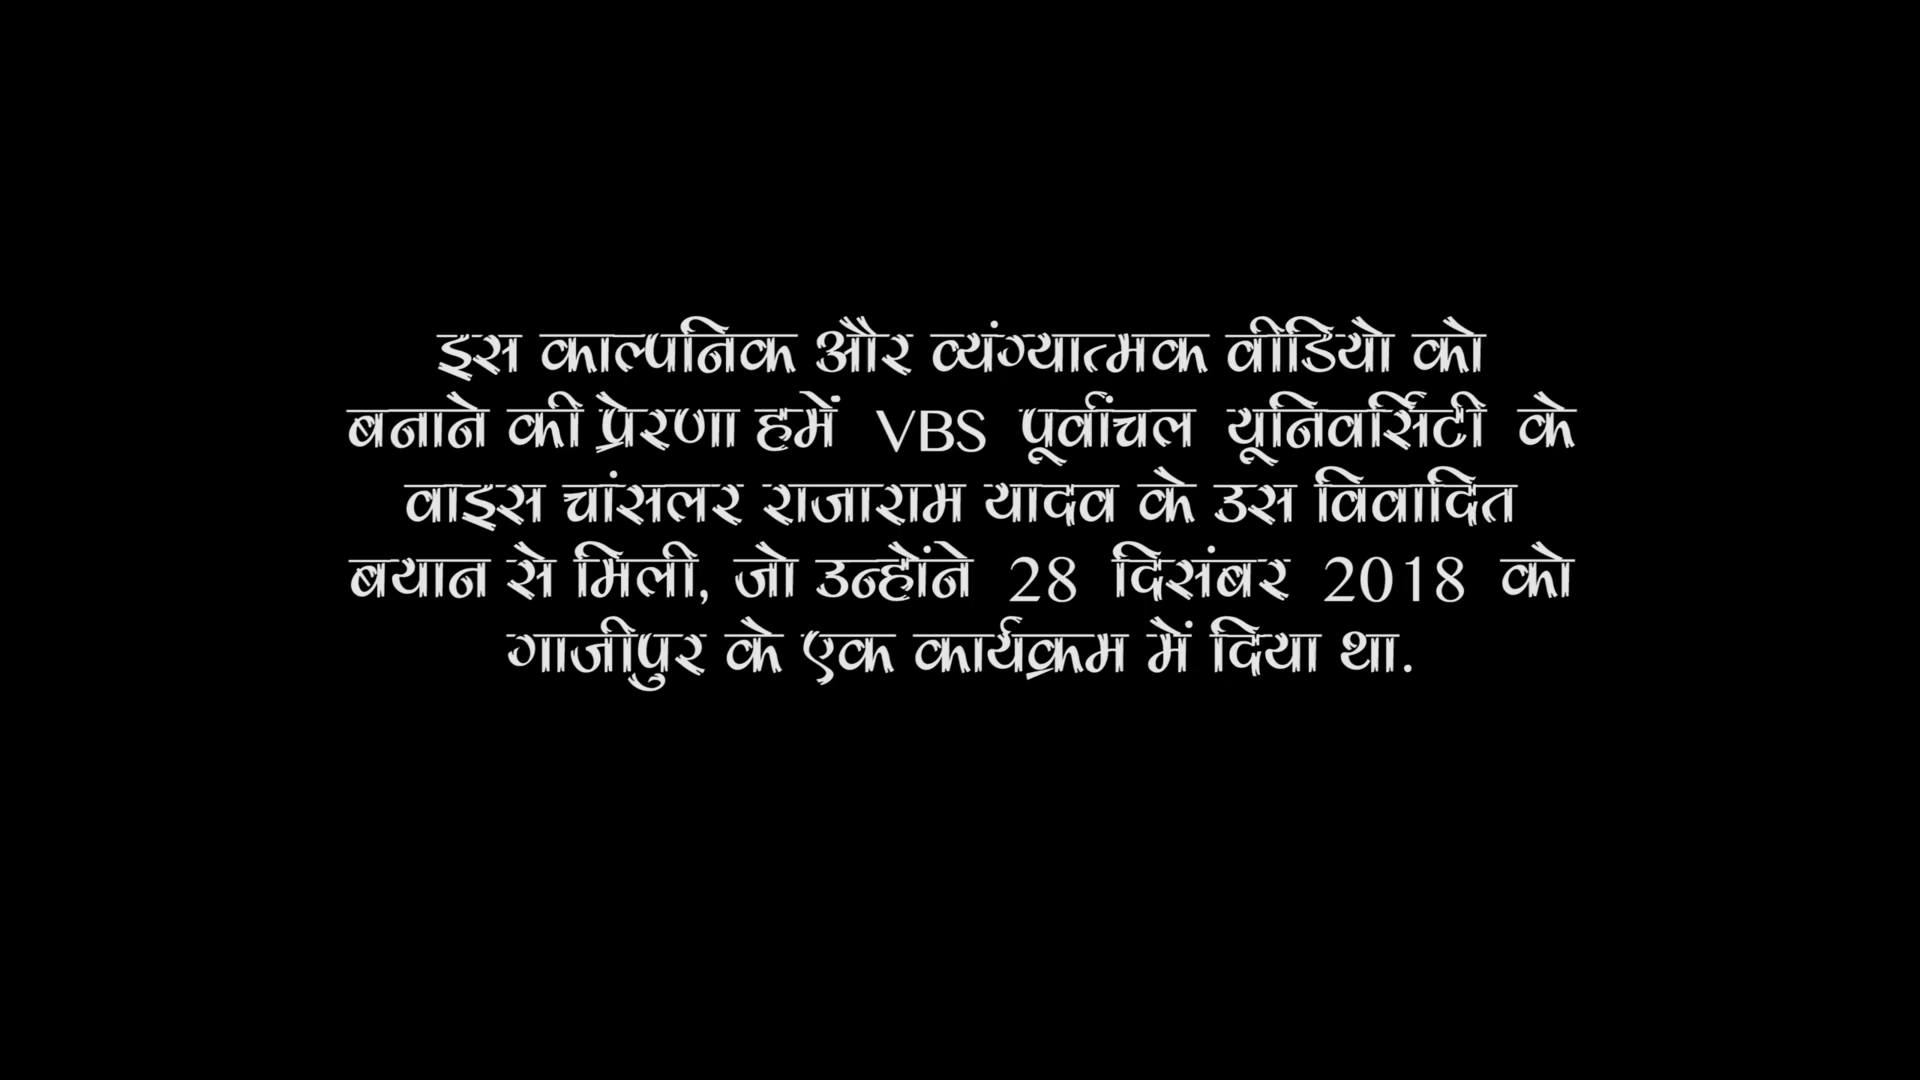 इस काल्पनिक और व्यंग्यात्मक वीडियो को
बनाने की प्रेरणा हमें VBS पूर्वांचल यूनिवर्सिटी के
वाइस चांसलर राजाराम यादव के उस विवादित
बयान से मिली, जो उन्होंने 28 दिसंबर 2018 को
गाजीपुर के एक कार्यक्रम में दिया था.